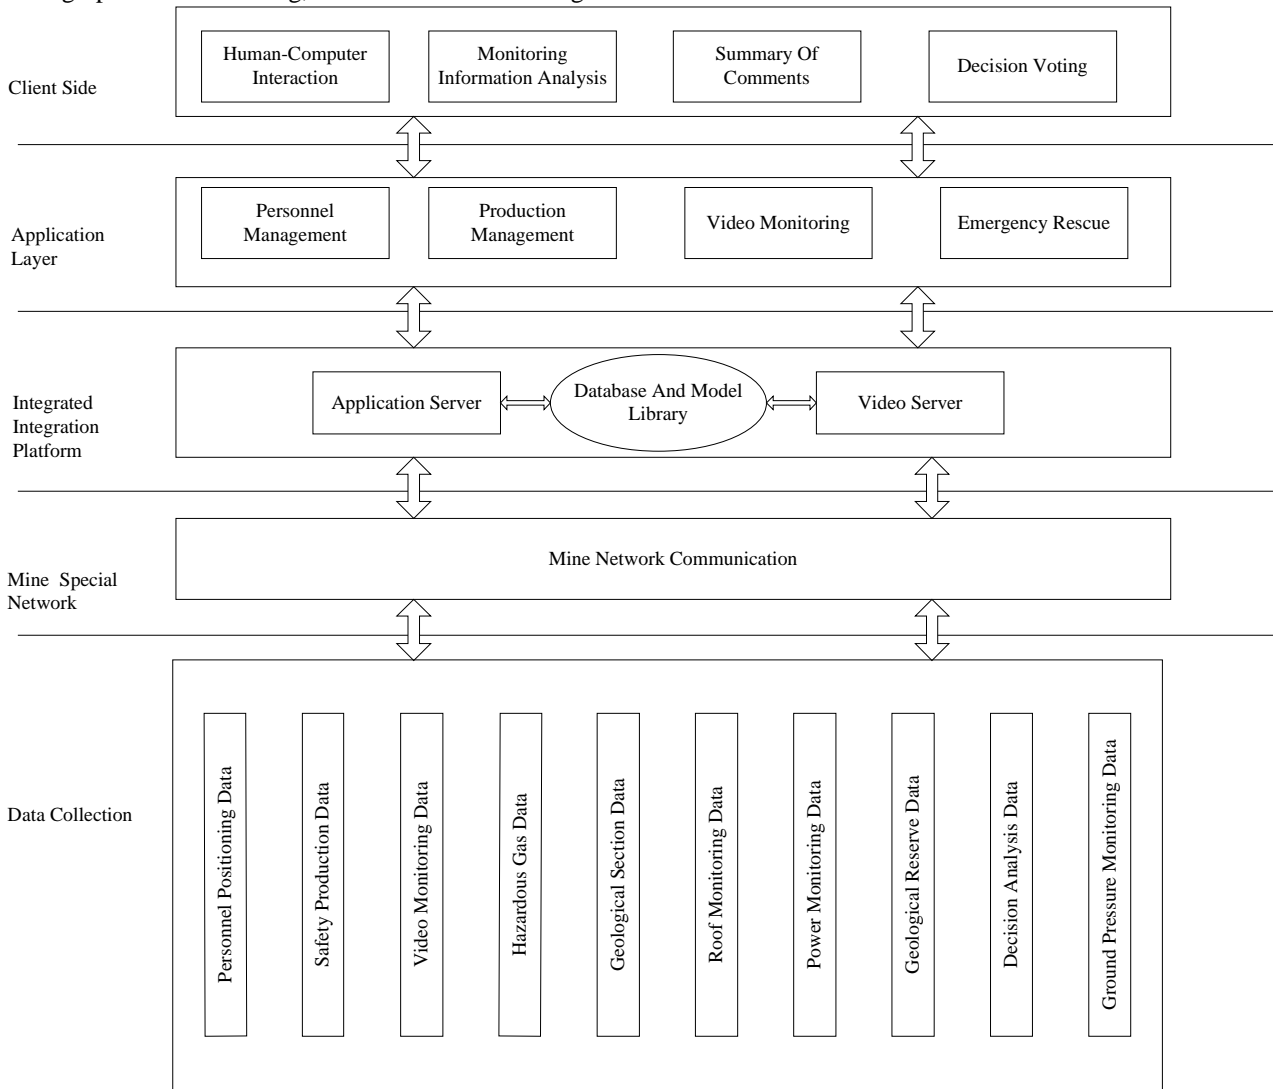 Human-Computer
Interaction
Monitoring
Information Analysis
Summary Of
Comments
Decision Voting
Client Side
Personnel
Management
Production
Management
Video Monitoring
Emergency Rescue
Application
Layer
Application Server
Database And Model
Library
Video Server
Integrated
Integration
Platform
Mine Network Communication
Mine Special
Network
Data Collection
Personnel Positioning Data
Safety Production Data
Video Monitoring Data
Hazardous Gas Data
Geological Section Data
Roof Monitoring Data
Power Monitoring Data
Geological Reserve Data
Decision Analysis Data
Ground Pressure Monitoring Data